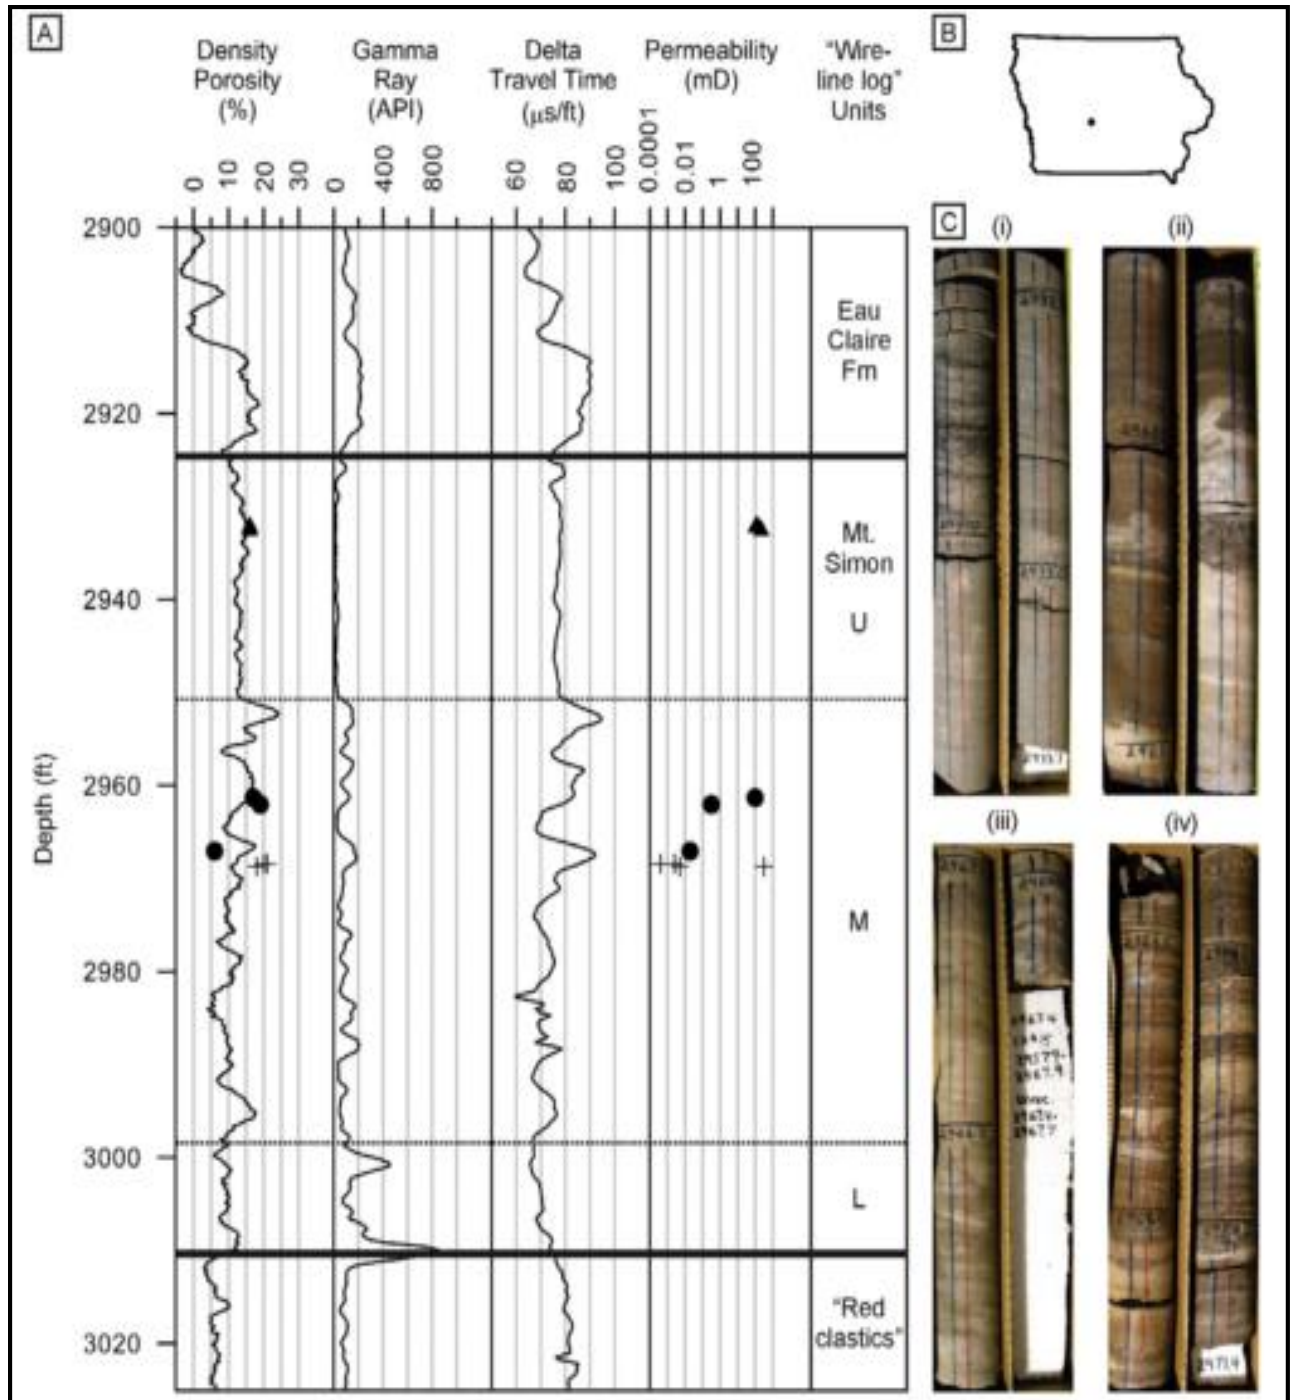 A
Density
Porosity
(%)
Gamma
Ray
(API)
Delta
Travel Time
(µs/ft)
Permeability
(mD)
"Wire-
line log"
Units
0
10
20
30
0
400
800
60
80
100
0.0001
0.01
1
100
Depth (ft)
2900
2920
2940
2960
2980
3000
3020
Eau
Claire
Fm
Mt.
Simon
U
M
L
"Red
clastics"
B
C
(i)
(ii)
(iii)
(iv)